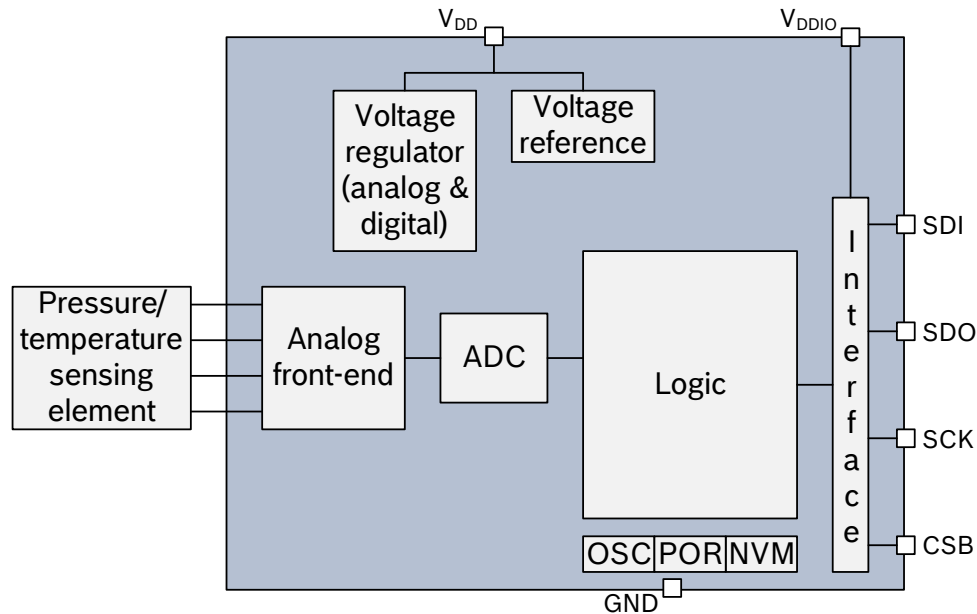 VDD
VDDIO
Voltage
regulator
(analog &
digital)
Voltage
reference
Pressure/
temperature
sensing
element
Analog
front-end
ADC
Logic
Interface
SDI
SDO
SCK
CSB
OSC POR NVM
GND